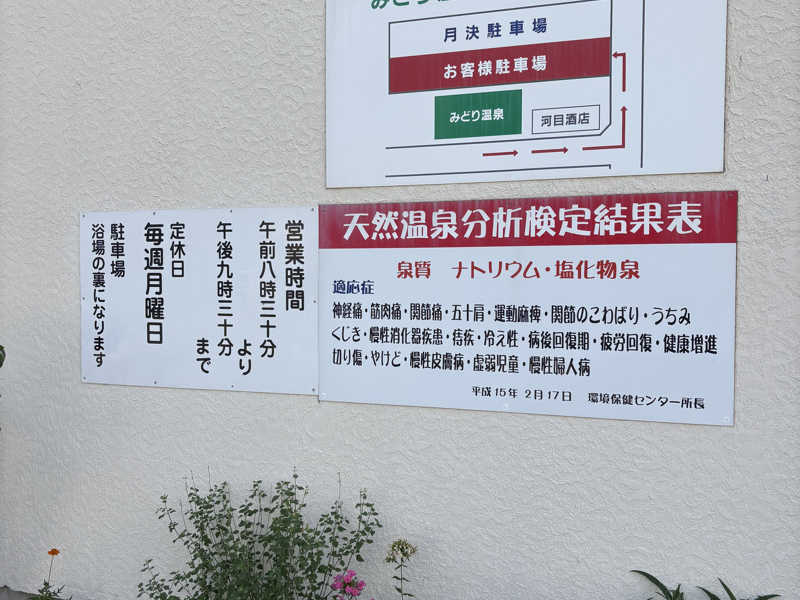 みどり
月決駐車場
お客様駐車場
みどり温泉
河目酒店
営業時間
午前八時三十分
より
午後九時三十分
まで
定休日
毎週月曜日
駐車場
浴場の裏になります
天然温泉分析検定結果表
泉質 ナトリウム・塩化物泉
適応症
神経痛・筋肉痛・関節痛・五十肩・運動麻痺・関節のこわばり・うちみ
くじき・慢性消化器疾患・痔疾・冷え性・病後回復期・疲労回復・健康増進
切り傷・やけど・慢性皮膚病・虚弱児童・慢性婦人病
平成15年 2月17日 環境保健センター所長